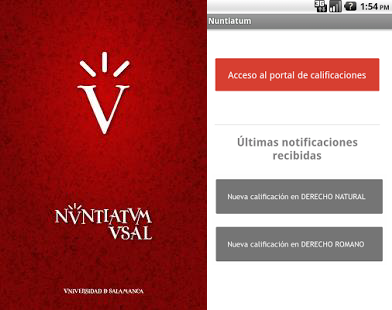 V
NVNTIATVM
VSAL
VNIVERSIDAD D SALAMANCA
3G
1:54 PM
Nuntiatum
Acceso al portal de calificaciones
Últimas notificaciones
recibidas
Nueva calificación en DERECHO NATURAL
Nueva calificación en DERECHO ROMANO